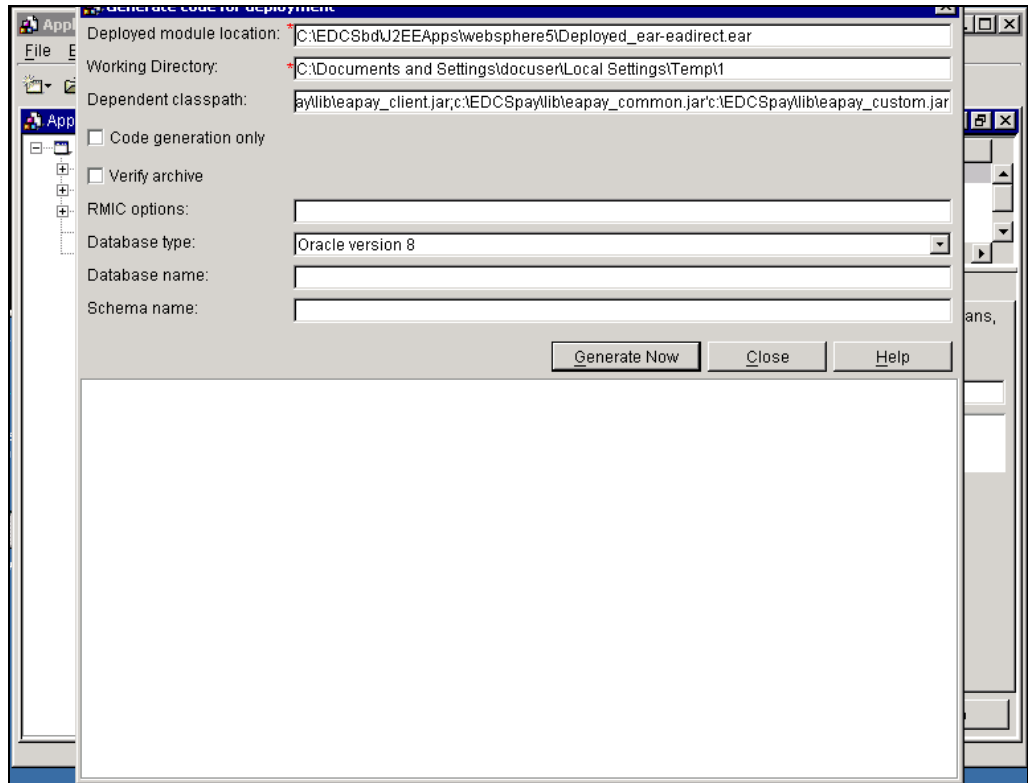 Generate code for deployment
Appl
File E
Deployed module location: *C:\EDCSbd\J2EEApps\websphere5\Deployed_ear-eadirect.ear
Working Directory: *C:\Documents and Settings\docuser\Local Settings\Temp\1
Dependent classpath: ay\lib\eapay_client.jar;c:\EDCSpay\lib\eapay_common.jar'c:\EDCSpay\lib\eapay_custom.jar
App
Code generation only
Verify archive
RMIC options:
Database type: Oracle version 8
Database name:
Schema name:
ans,
Generate Now Close Help